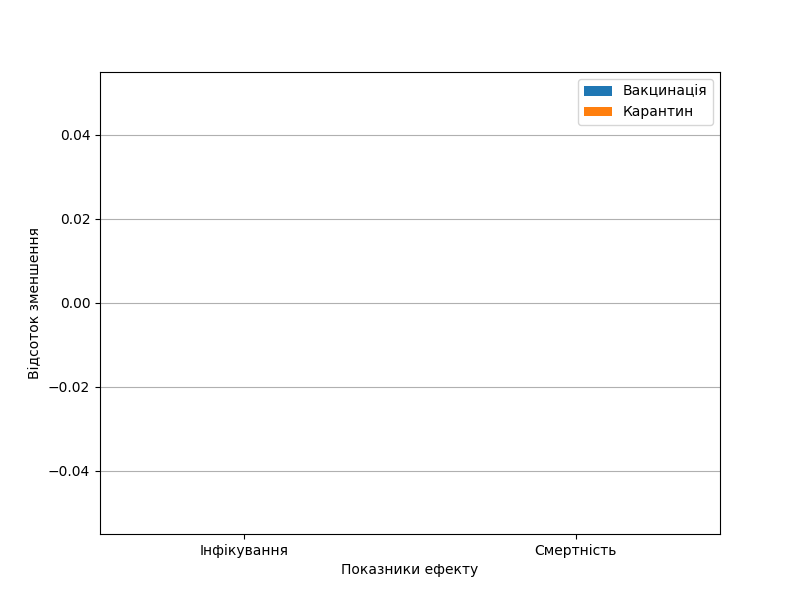 Вакцинація
Карантин
0.04
0.02
0.00
−0.02
−0.04
Відсоток зменшення
Інфікування
Смертність
Показники ефекту